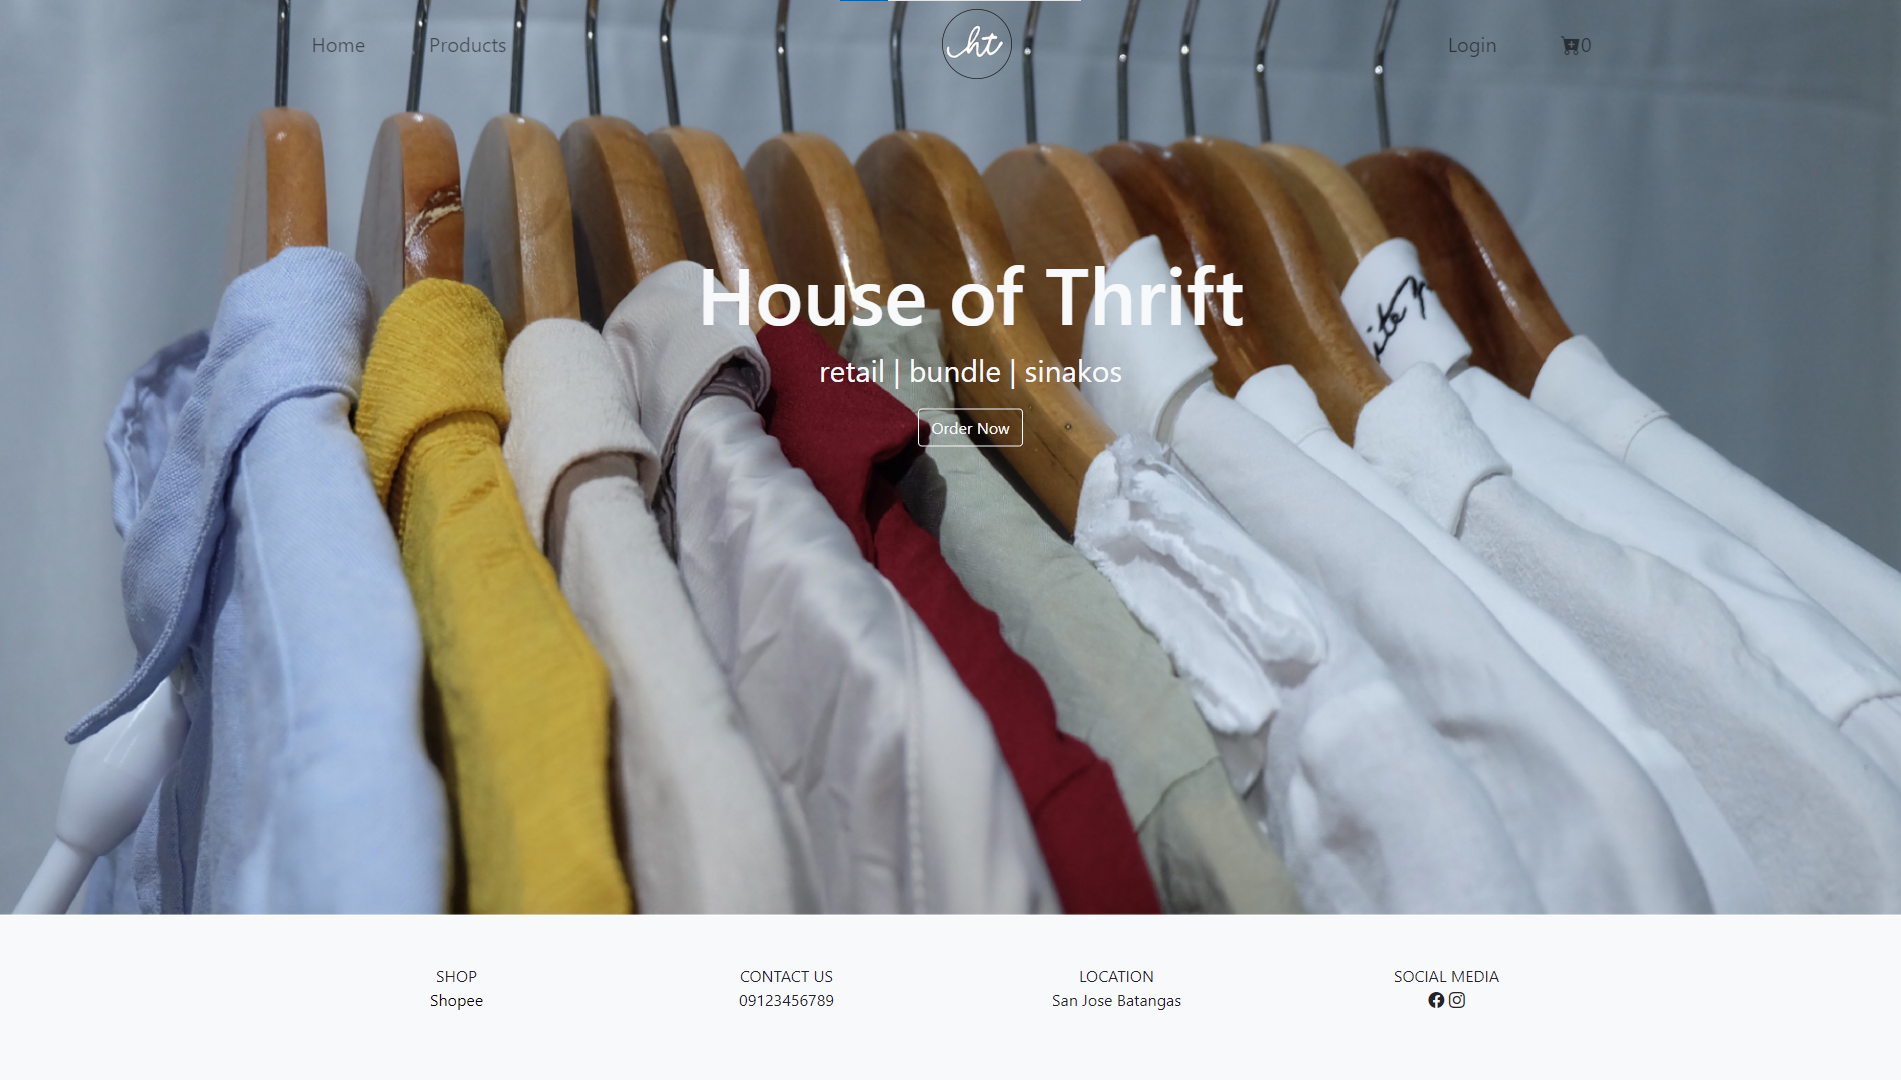 Home Products ht Login 0
House of Thrift
retail | bundle | sinakos
Order Now
SHOP
Shopee
CONTACT US
09123456789
LOCATION
San Jose Batangas
SOCIAL MEDIA